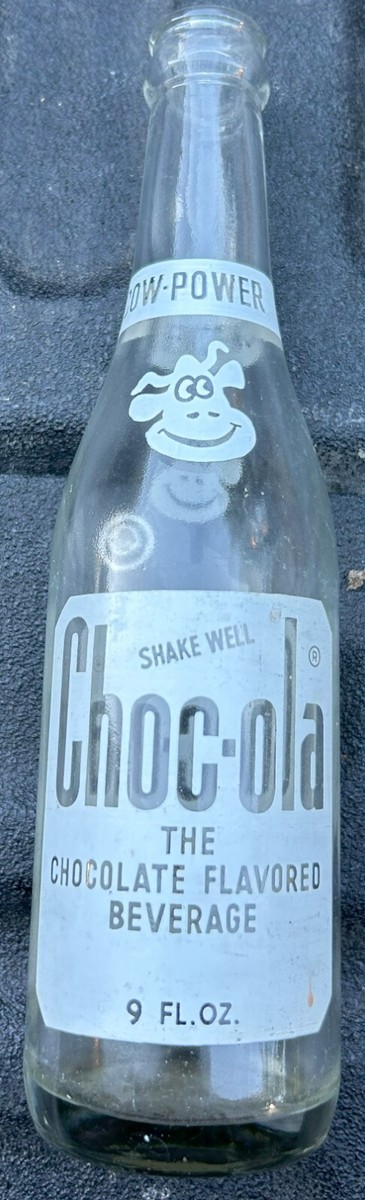 OW-POWER
SHAKE WELL
Choc-ola ®
THE
CHOCOLATE FLAVORED
BEVERAGE
9 FL.OZ.